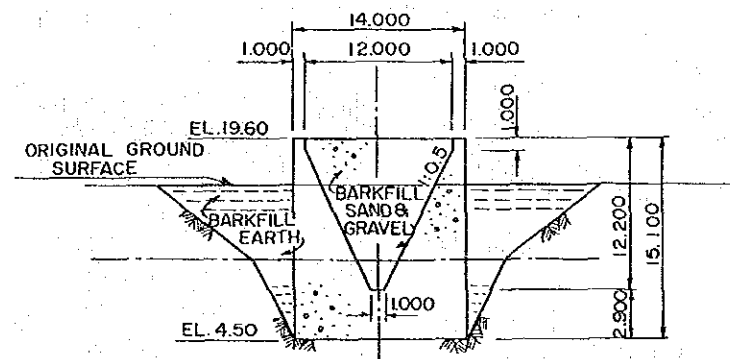 14.000
1.000
12.000
1.000
1.000
EL.19.60
ORIGINAL GROUND
SURFACE
1:0.5
BARKFILL
SAND &
GRAVEL
BARKFILL
EARTH
12.200
15.100
1.000
2.900
EL.4.50